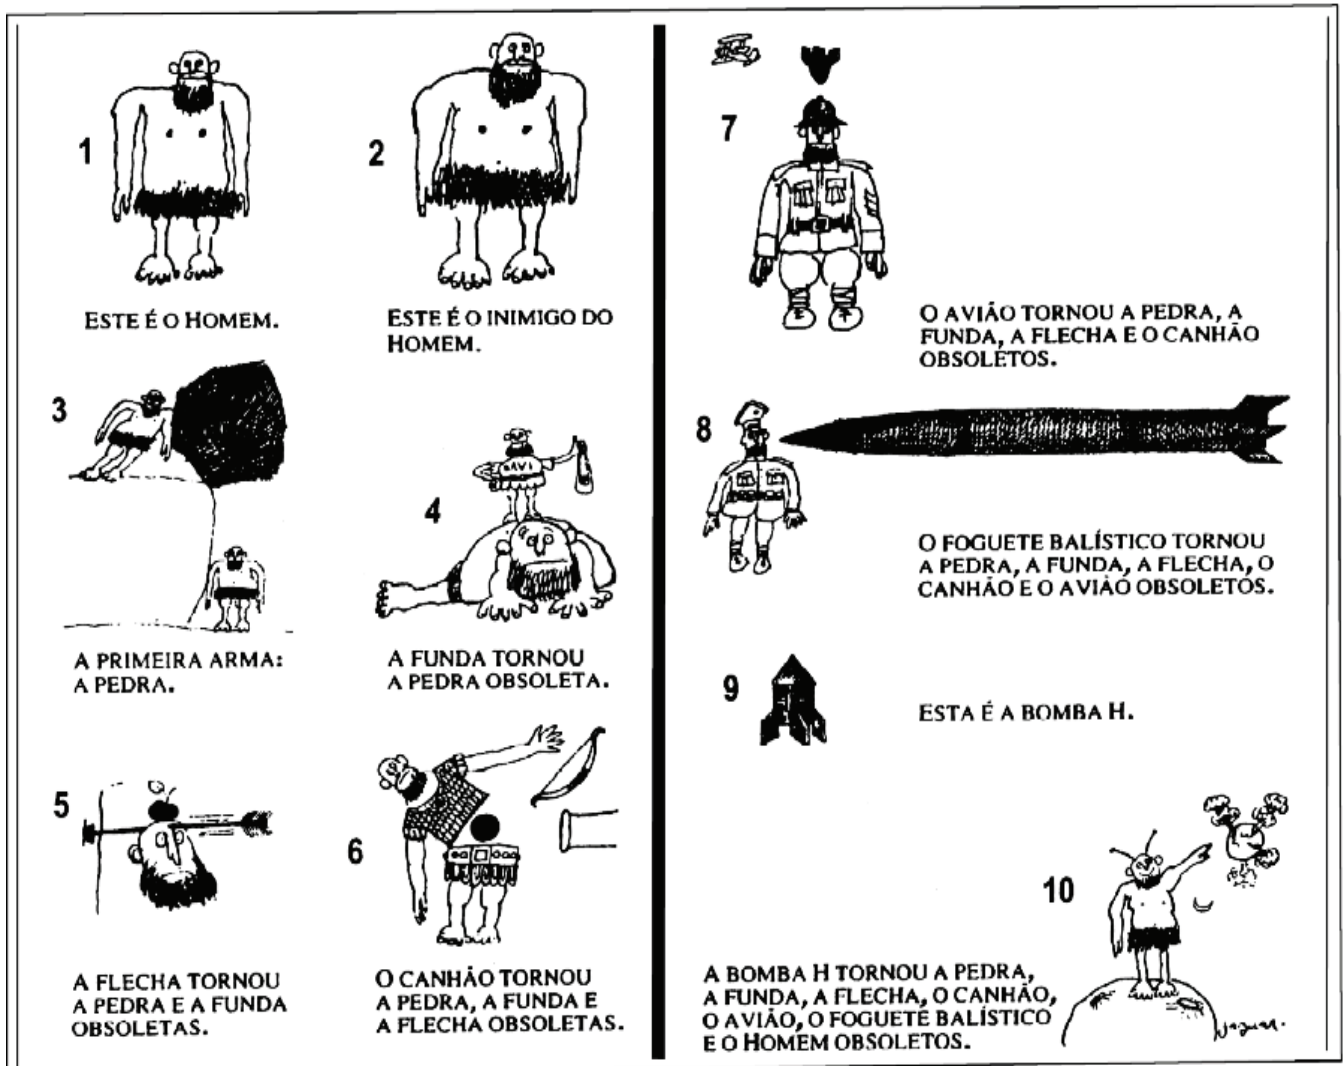 1
ESTE É O HOMEM.
2
ESTE É O INIMIGO DO
HOMEM.
3
A PRIMEIRA ARMA:
A PEDRA.
4
DAVI
A FUNDA TORNOU
A PEDRA OBSOLETA.
5
A FLECHA TORNOU
A PEDRA E A FUNDA
OBSOLETAS.
6
O CANHÃO TORNOU
A PEDRA, A FUNDA E
A FLECHA OBSOLETAS.
7
O AVIÃO TORNOU A PEDRA, A
FUNDA, A FLECHA E O CANHÃO
OBSOLETOS.
8
O FOGUETE BALÍSTICO TORNOU
A PEDRA, A FUNDA, A FLECHA, O
CANHÃO E O AVIÃO OBSOLETOS.
9
ESTA É A BOMBA H.
10
A BOMBA H TORNOU A PEDRA,
A FUNDA, A FLECHA, O CANHÃO,
O AVIÃO, O FOGUETE BALÍSTICO
E O HOMEM OBSOLETOS.
jaguar.